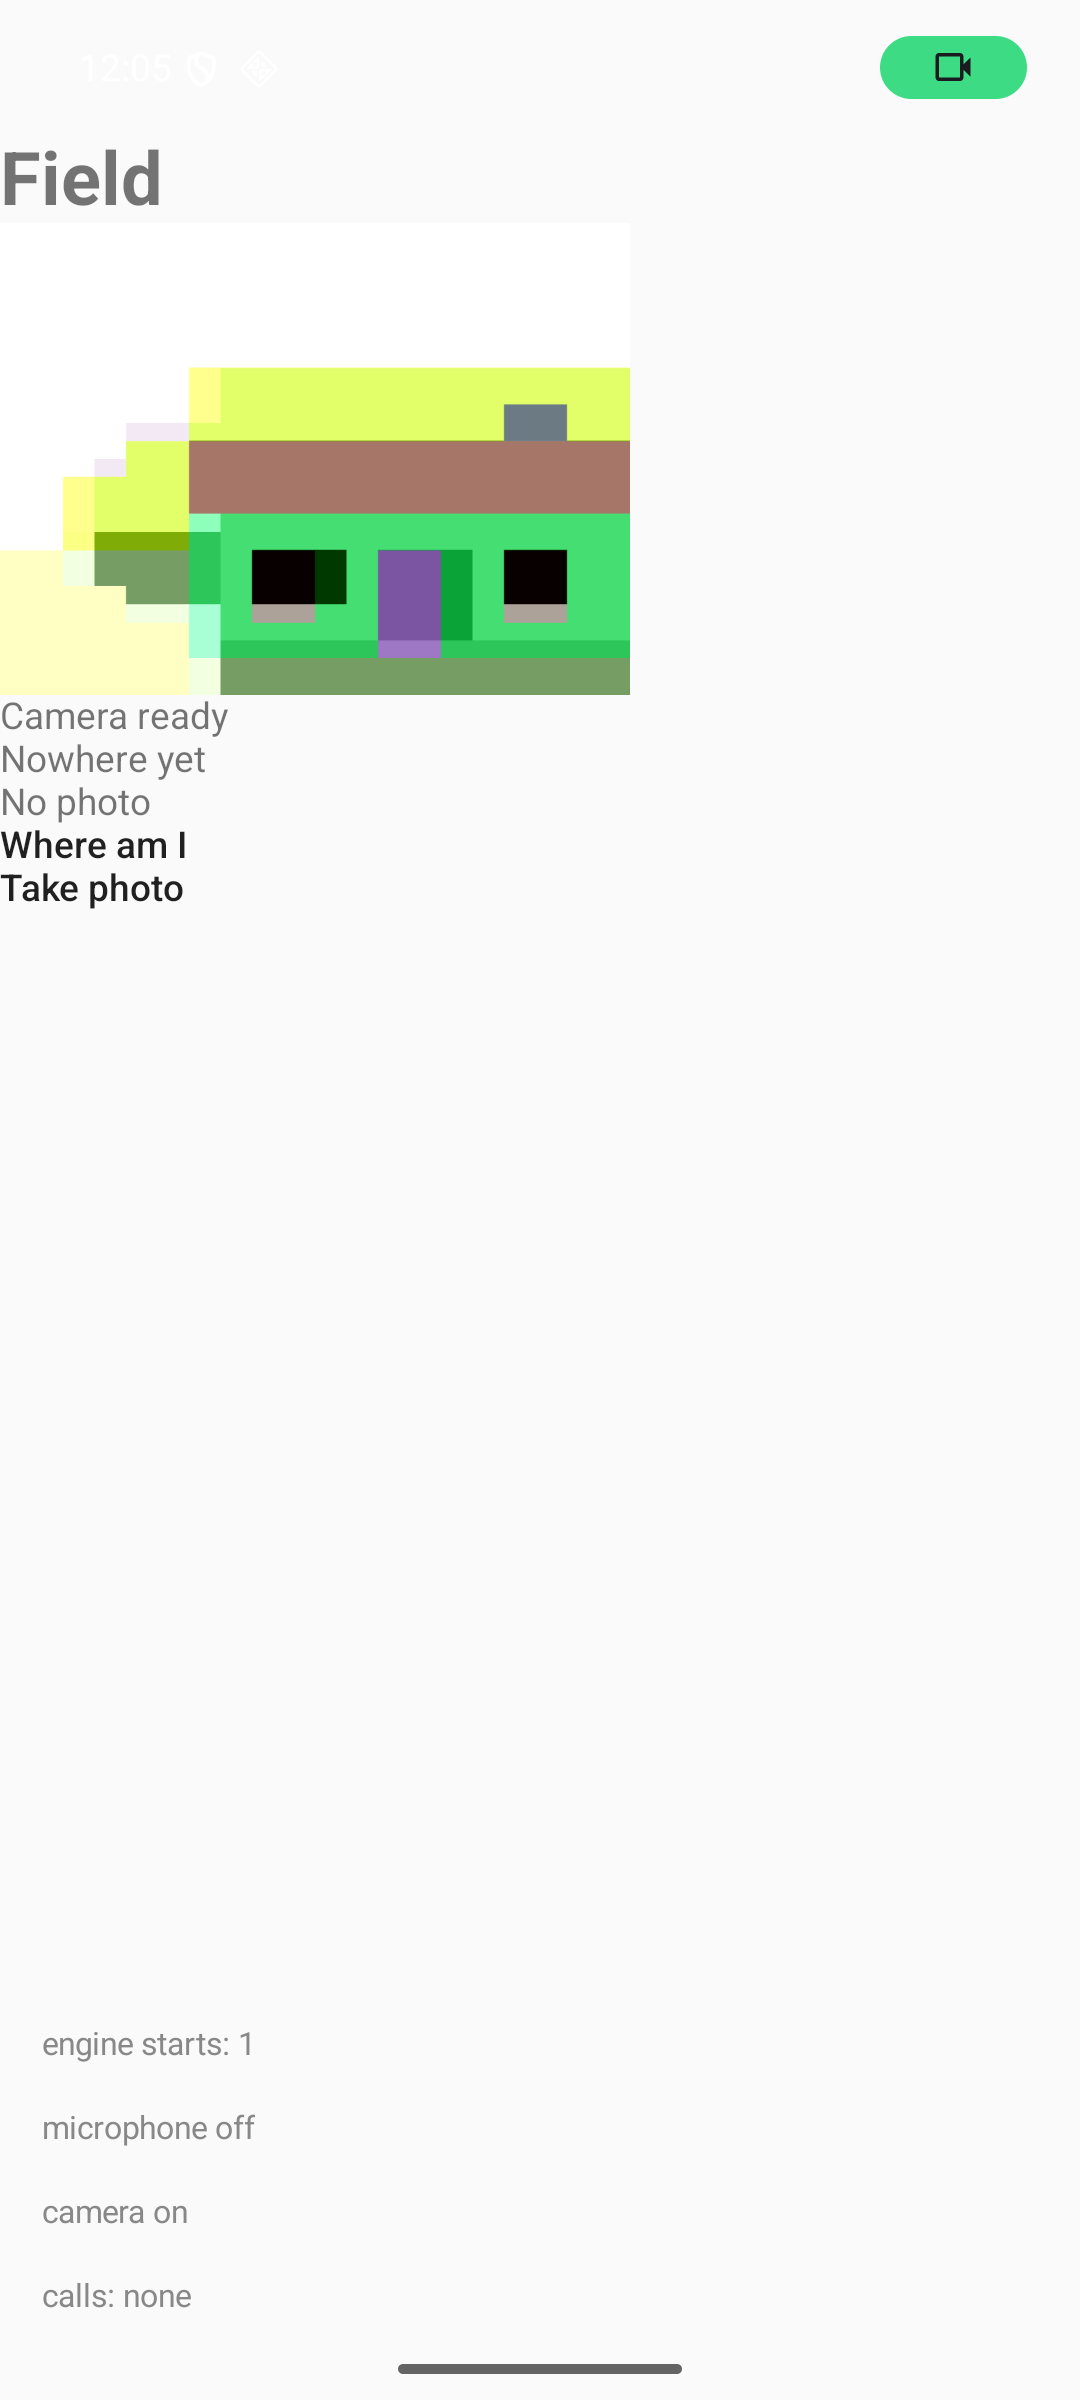 12:05
Field
Camera ready
Nowhere yet
No photo
Where am I
Take photo
engine starts: 1
microphone off
camera on
calls: none